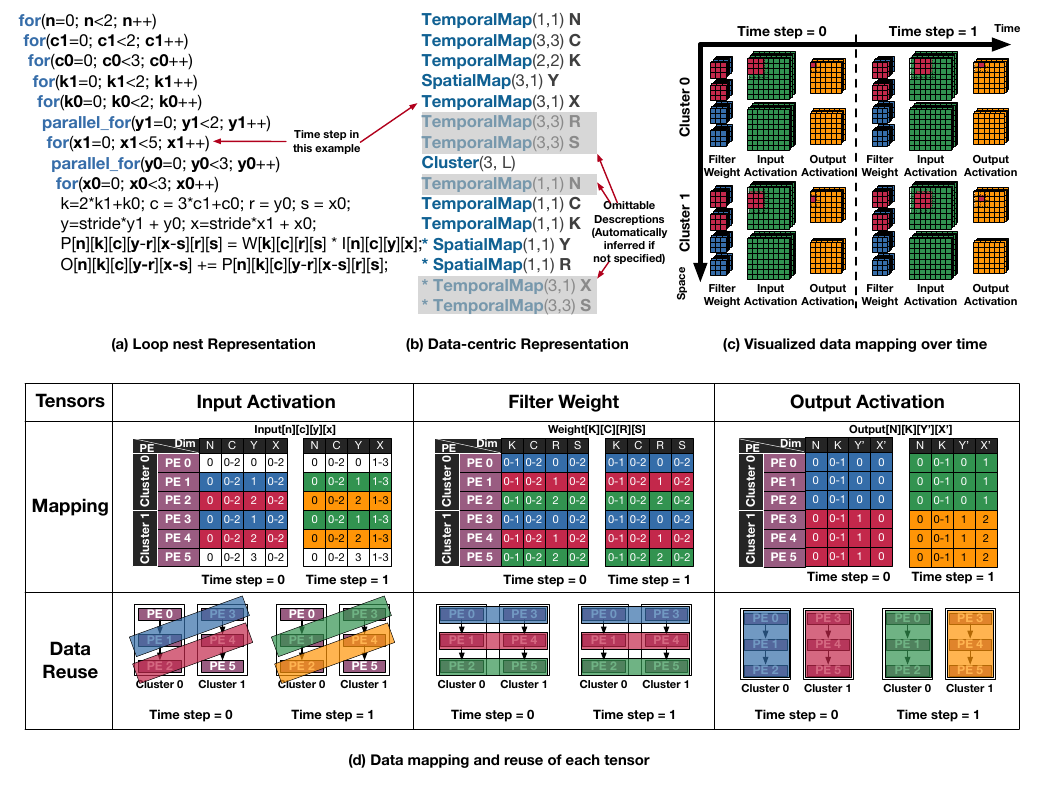 for(n=0; n<2; n++)
for(c1=0; c1<2; c1++)
for(c0=0; c0<3; c0++)
for(k1=0; k1<2; k1++)
for(k0=0; k0<2; k0++)
parallel_for(y1=0; y1<2; y1++)
for(x1=0; x1<5; x1++)
parallel_for(y0=0; y0<3; y0++)
for(x0=0; x0<3; x0++)
k=2*k1+k0; c = 3*c1+c0; r = y0; s = x0;
y=stride*y1 + y0; x=stride*x1 + x0;
P[n][k][c][y-r][x-s][r][s] = W[k][c][r][s] * I[n][c][y][x];
O[n][k][c][y-r][x-s] += P[n][k][c][y-r][x-s][r][s];
Time step in
this example
(a) Loop nest Representation
TemporalMap(1,1) N
TemporalMap(3,3) C
TemporalMap(2,2) K
SpatialMap(3,1) Y
TemporalMap(3,1) X
TemporalMap(3,3) R
TemporalMap(3,3) S
Cluster(3, L)
TemporalMap(1,1) N
TemporalMap(1,1) C
TemporalMap(1,1) K
* SpatialMap(1,1) Y
* SpatialMap(1,1) R
* TemporalMap(3,1) X
* TemporalMap(3,3) S
Omittable
Descreptions
(Automatically
inferred if
not specified)
(b) Data-centric Representation
Time step = 0 Time step = 1 Time
Cluster 0
Filter Weight Input Activation Output Activation Filter Weight Input Activation Output Activation
Cluster 1
Space
Filter Weight Input Activation Output Activation Filter Weight Input Activation Output Activation
(c) Visualized data mapping over time
Tensors Input Activation Filter Weight Output Activation
Mapping
Input[n][c][y][x]
PE Dim N C Y X N C Y X
Cluster 0
PE 0 0 0-2 0 0-2 0 0-2 0 1-3
PE 1 0 0-2 1 0-2 0 0-2 1 1-3
PE 2 0 0-2 2 0-2 0 0-2 2 1-3
Cluster 1
PE 3 0 0-2 1 0-2 0 0-2 1 1-3
PE 4 0 0-2 2 0-2 0 0-2 2 1-3
PE 5 0 0-2 3 0-2 0 0-2 3 1-3
Time step = 0 Time step = 1
Weight[K][C][R][S]
PE Dim K C R S K C R S
Cluster 0
PE 0 0-1 0-2 0 0-2 0-1 0-2 0 0-2
PE 1 0-1 0-2 1 0-2 0-1 0-2 1 0-2
PE 2 0-1 0-2 2 0-2 0-1 0-2 2 0-2
Cluster 1
PE 3 0-1 0-2 0 0-2 0-1 0-2 0 0-2
PE 4 0-1 0-2 1 0-2 0-1 0-2 1 0-2
PE 5 0-1 0-2 2 0-2 0-1 0-2 2 0-2
Time step = 0 Time step = 1
Output[N][K][Y'][X']
PE Dim N K Y' X' N K Y' X'
Cluster 0
PE 0 0 0-1 0 0 0 0-1 0 1
PE 1 0 0-1 0 0 0 0-1 0 1
PE 2 0 0-1 0 0 0 0-1 0 1
Cluster 1
PE 3 0 0-1 1 0 0 0-1 1 2
PE 4 0 0-1 1 0 0 0-1 1 2
PE 5 0 0-1 1 0 0 0-1 1 2
Time step = 0 Time step = 1
Data
Reuse
PE 0 PE 3 PE 0 PE 3
PE 1 PE 4 PE 1 PE 4
PE 2 PE 5 PE 2 PE 5
Cluster 0 Cluster 1 Cluster 0 Cluster 1
Time step = 0 Time step = 1
PE 0 PE 3 PE 0 PE 3
PE 1 PE 4 PE 1 PE 4
PE 2 PE 5 PE 2 PE 5
Cluster 0 Cluster 1 Cluster 0 Cluster 1
Time step = 0 Time step = 1
PE 0 PE 3 PE 0 PE 3
PE 1 PE 4 PE 1 PE 4
PE 2 PE 5 PE 2 PE 5
Cluster 0 Cluster 1 Cluster 0 Cluster 1
Time step = 0 Time step = 1
(d) Data mapping and reuse of each tensor